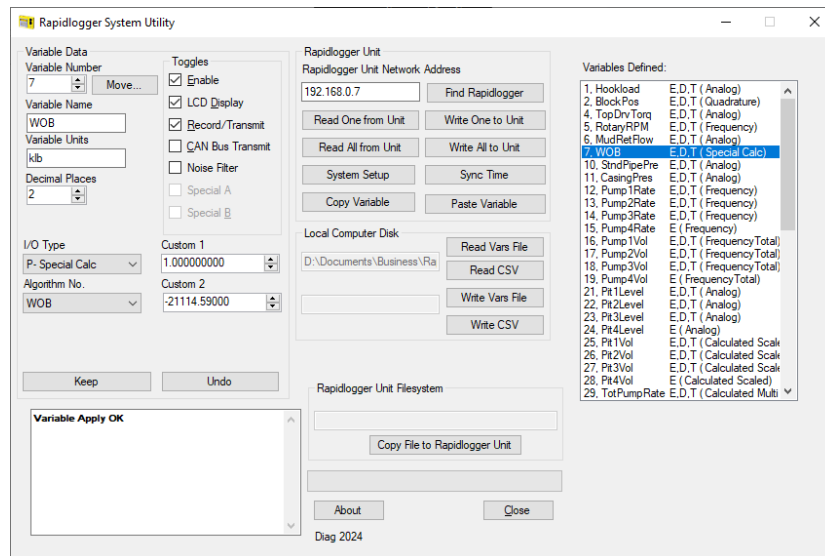 Rapidlogger System Utility
Variable Data
Variable Number
7
Move...
Variable Name
WOB
Variable Units
klb
Decimal Places
2
Toggles
Enable
LCD Display
Record/Transmit
CAN Bus Transmit
Noise Filter
Special A
Special B
I/O Type
P- Special Calc
Algorithm No.
WOB
Custom 1
1.000000000
Custom 2
-21114.59000
Keep
Undo
Variable Apply OK
Rapidlogger Unit
Rapidlogger Unit Network Address
192.168.0.7
Find Rapidlogger
Read One from Unit
Write One to Unit
Read All from Unit
Write All to Unit
System Setup
Sync Time
Copy Variable
Paste Variable
Local Computer Disk
D:\Documents\Business\Ra
Read Vars File
Read CSV
Write Vars File
Write CSV
Rapidlogger Unit Filesystem
Copy File to Rapidlogger Unit
About
Close
Diag 2024
Variables Defined:
1, Hookload E,D,T ( Analog)
2, BlockPos E,D,T ( Quadrature)
4, TopDrvTorq E,D,T ( Analog)
5, RotaryRPM E,D,T ( Frequency)
6, MudRetFlow E,D,T ( Analog)
7, WOB E,D,T ( Special Calc)
10, StndPipePre E,D,T ( Analog)
11, CasingPres E,D,T ( Analog)
12, Pump1Rate E,D,T ( Frequency)
13, Pump2Rate E,D,T ( Frequency)
14, Pump3Rate E,D,T ( Frequency)
15, Pump4Rate E ( Frequency)
16, Pump1Vol E,D,T ( FrequencyTotal)
17, Pump2Vol E,D,T ( FrequencyTotal)
18, Pump3Vol E,D,T ( FrequencyTotal)
19, Pump4Vol E ( FrequencyTotal)
21, Pit1Level E,D,T ( Analog)
22, Pit2Level E,D,T ( Analog)
23, Pit3Level E,D,T ( Analog)
24, Pit4Level E ( Analog)
25, Pit1Vol E,D,T ( Calculated Scale
26, Pit2Vol E,D,T ( Calculated Scale
27, Pit3Vol E,D,T ( Calculated Scale
28, Pit4Vol E ( Calculated Scaled)
29, TotPumpRate E,D,T ( Calculated Multi